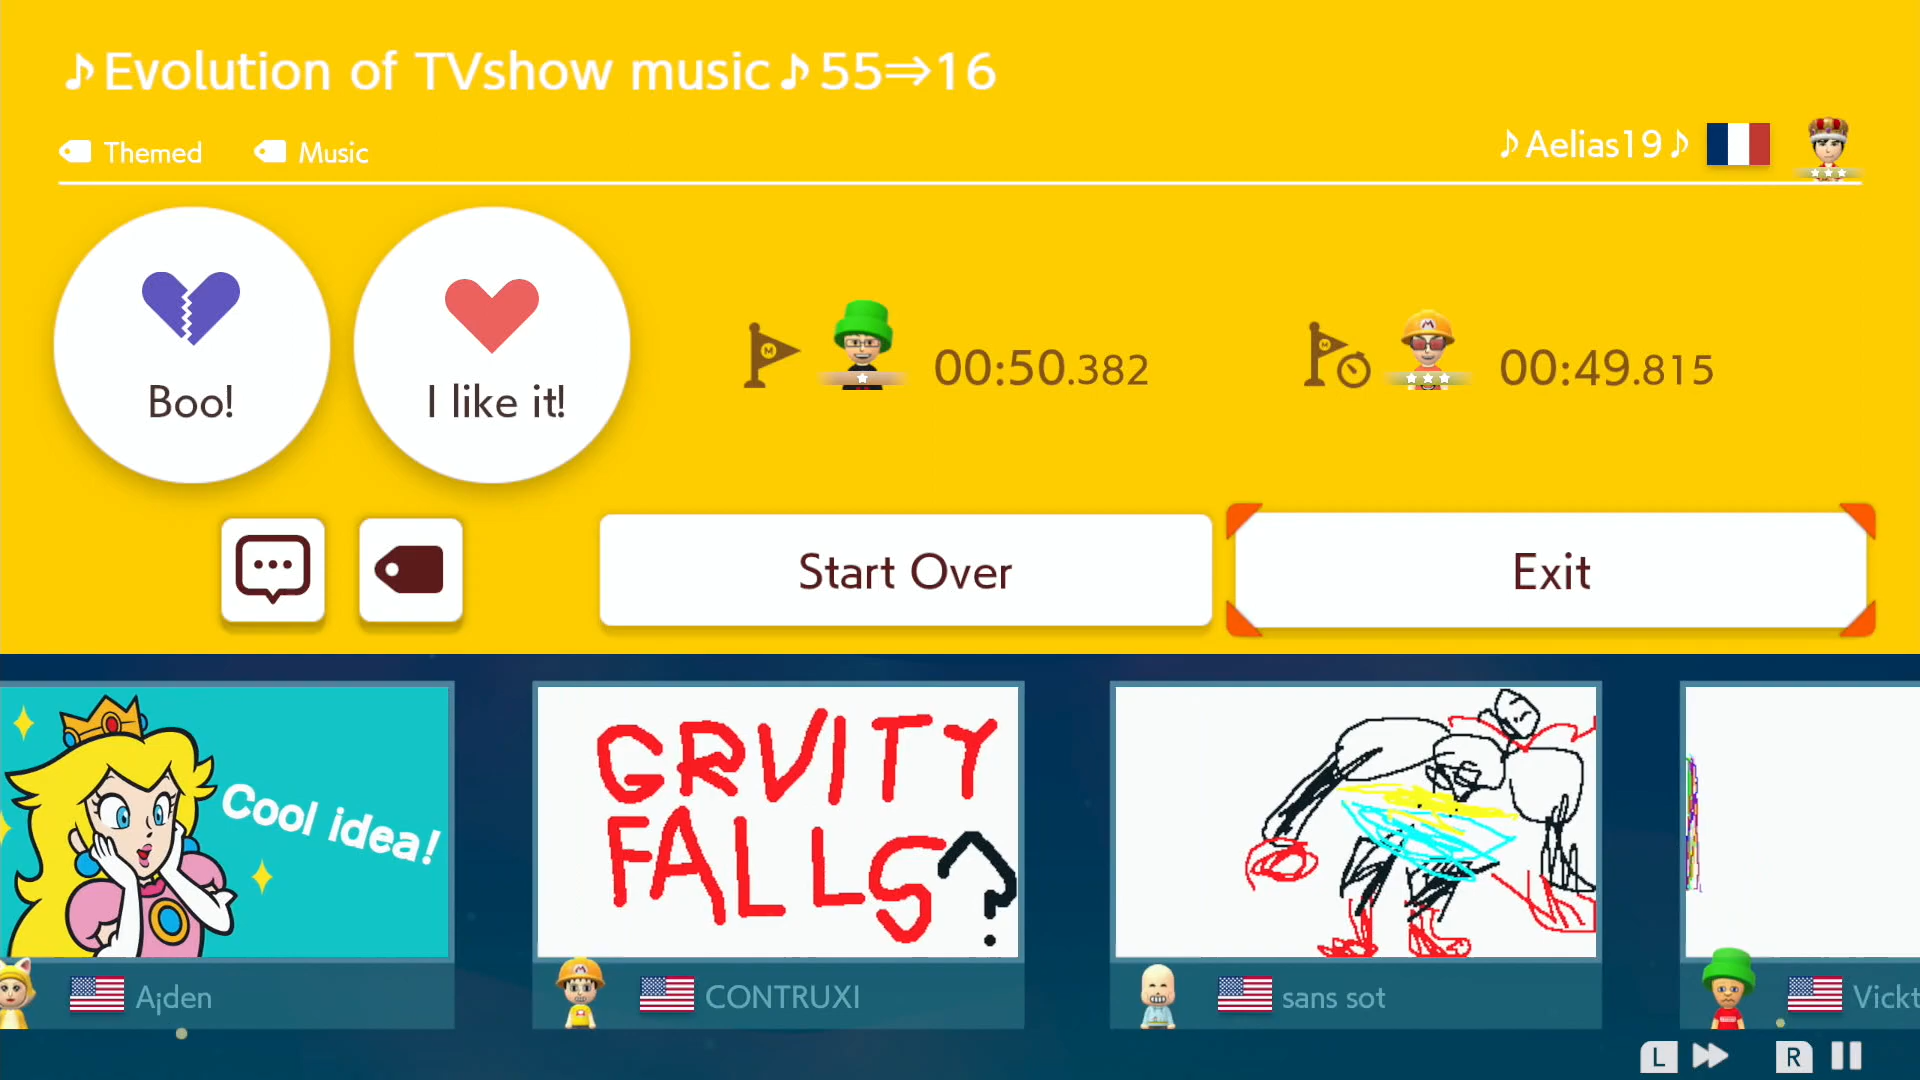 ♪Evolution of TVshow music♪55⇒16
Themed
Music
♪Aelias19♪
Boo!
I like it!
M
00:50.382
M
M
00:49.815
Start Over
Exit
Cool idea!
GRVITY
FALLS?
M
Ajden
CONTRUXI
sans sot
Vickt
L
R